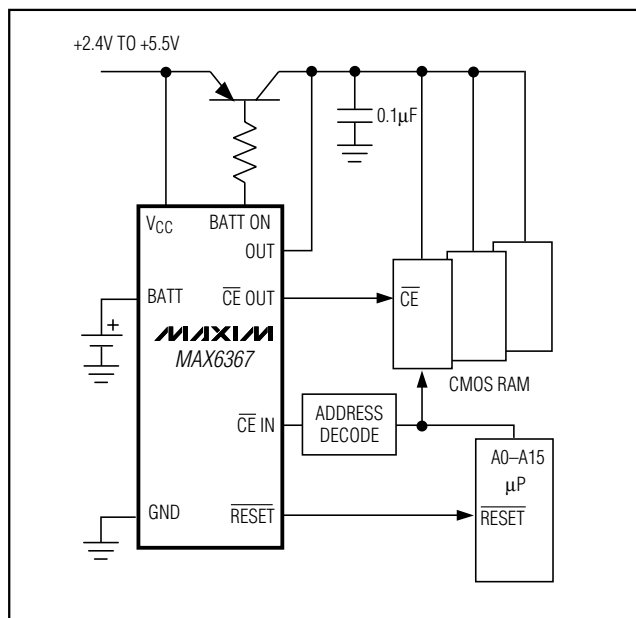 +2.4V TO +5.5V
0.1μF
VCC
BATT ON
OUT
BATT
CE OUT
CE
MAXIM
MAX6367
CMOS RAM
CE IN
ADDRESS
DECODE
A0–A15
μP
GND
RESET
RESET
+